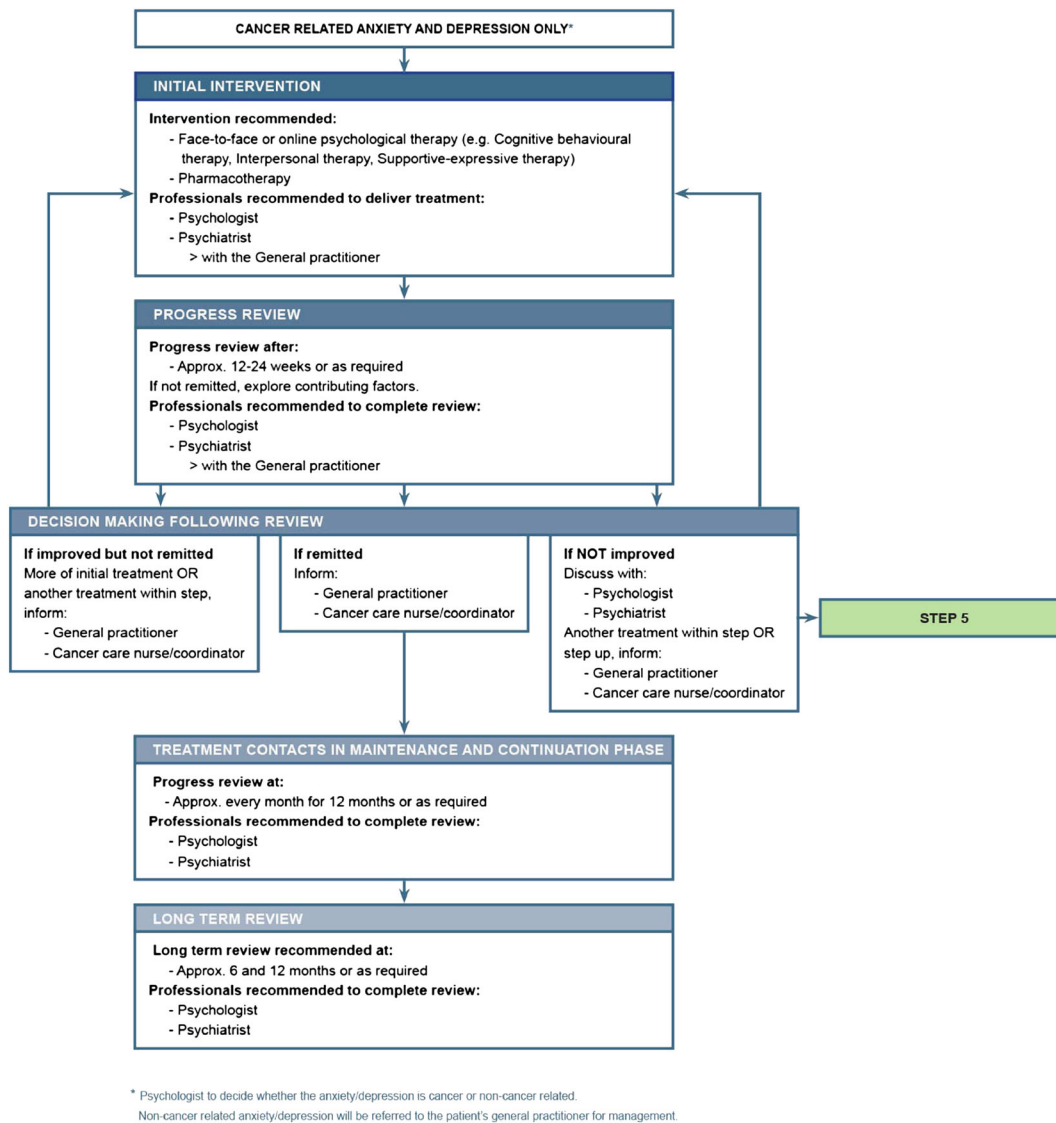 CANCER RELATED ANXIETY AND DEPRESSION ONLY*
INITIAL INTERVENTION
Intervention recommended:
- Face-to-face or online psychological therapy (e.g. Cognitive behavioural
therapy, Interpersonal therapy, Supportive-expressive therapy)
- Pharmacotherapy
Professionals recommended to deliver treatment:
- Psychologist
- Psychiatrist
> with the General practitioner
PROGRESS REVIEW
Progress review after:
- Approx. 12-24 weeks or as required
If not remitted, explore contributing factors.
Professionals recommended to complete review:
- Psychologist
- Psychiatrist
> with the General practitioner
DECISION MAKING FOLLOWING REVIEW
If improved but not remitted
More of initial treatment OR
another treatment within step,
inform:
- General practitioner
- Cancer care nurse/coordinator
If remitted
Inform:
- General practitioner
- Cancer care nurse/coordinator
If NOT improved
Discuss with:
- Psychologist
- Psychiatrist
Another treatment within step OR
step up, inform:
- General practitioner
- Cancer care nurse/coordinator
STEP 5
TREATMENT CONTACTS IN MAINTENANCE AND CONTINUATION PHASE
Progress review at:
- Approx. every month for 12 months or as required
Professionals recommended to complete review:
- Psychologist
- Psychiatrist
LONG TERM REVIEW
Long term review recommended at:
- Approx. 6 and 12 months or as required
Professionals recommended to complete review:
- Psychologist
- Psychiatrist
* Psychologist to decide whether the anxiety/depression is cancer or non-cancer related.
Non-cancer related anxiety/depression will be referred to the patient's general practitioner for management.